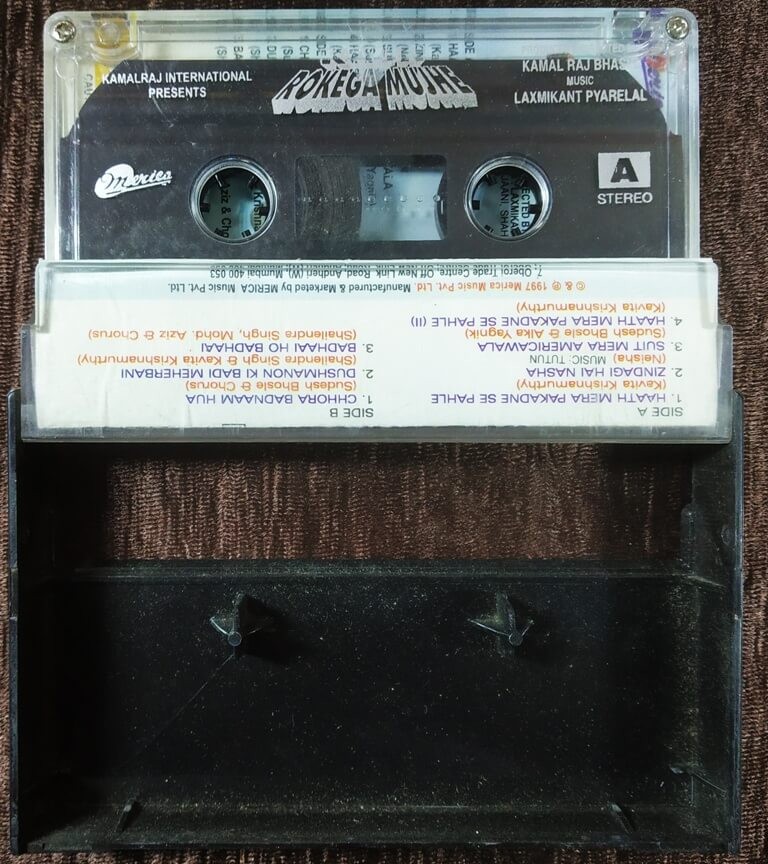 KAMALRAJ INTERNATIONAL
PRESENTS
ROKEGA MUJHE
KAMAL RAJ BHAS
MUSIC
LAXMIKANT PYARELAL
Merica
A
STEREO
SIDE A
1. HAATH MERA PAKADNE SE PAHLE
(Kavita Krishnamurthy)
2. ZINDAGI HAI NASHA
(Neisha) MUSIC: TUTUN
3. SUIT MERA AMERICAWALA
(Sudesh Bhosle & Alka Yagnik)
4. HAATH MERA PAKADNE SE PAHLE (II)
(Kavita Krishnamurthy)
SIDE B
1. CHHORA BADNAAM HUA
(Sudesh Bhosle & Chorus)
2. DUSHMANON KI BADI MEHERBANI
(Shailendra Singh & Kavita Krishnamurthy)
3. BADHAAI HO BADHAAI
(Shailendra Singh, Mohd. Aziz & Chorus)
© & ℗ 1997 Merica Music Pvt. Ltd. Manufactured & Marketed by MERICA Music Pvt. Ltd.
7, Oberoi Trade Centre, Off New Link Road, Andheri (W), Mumbai 400 053